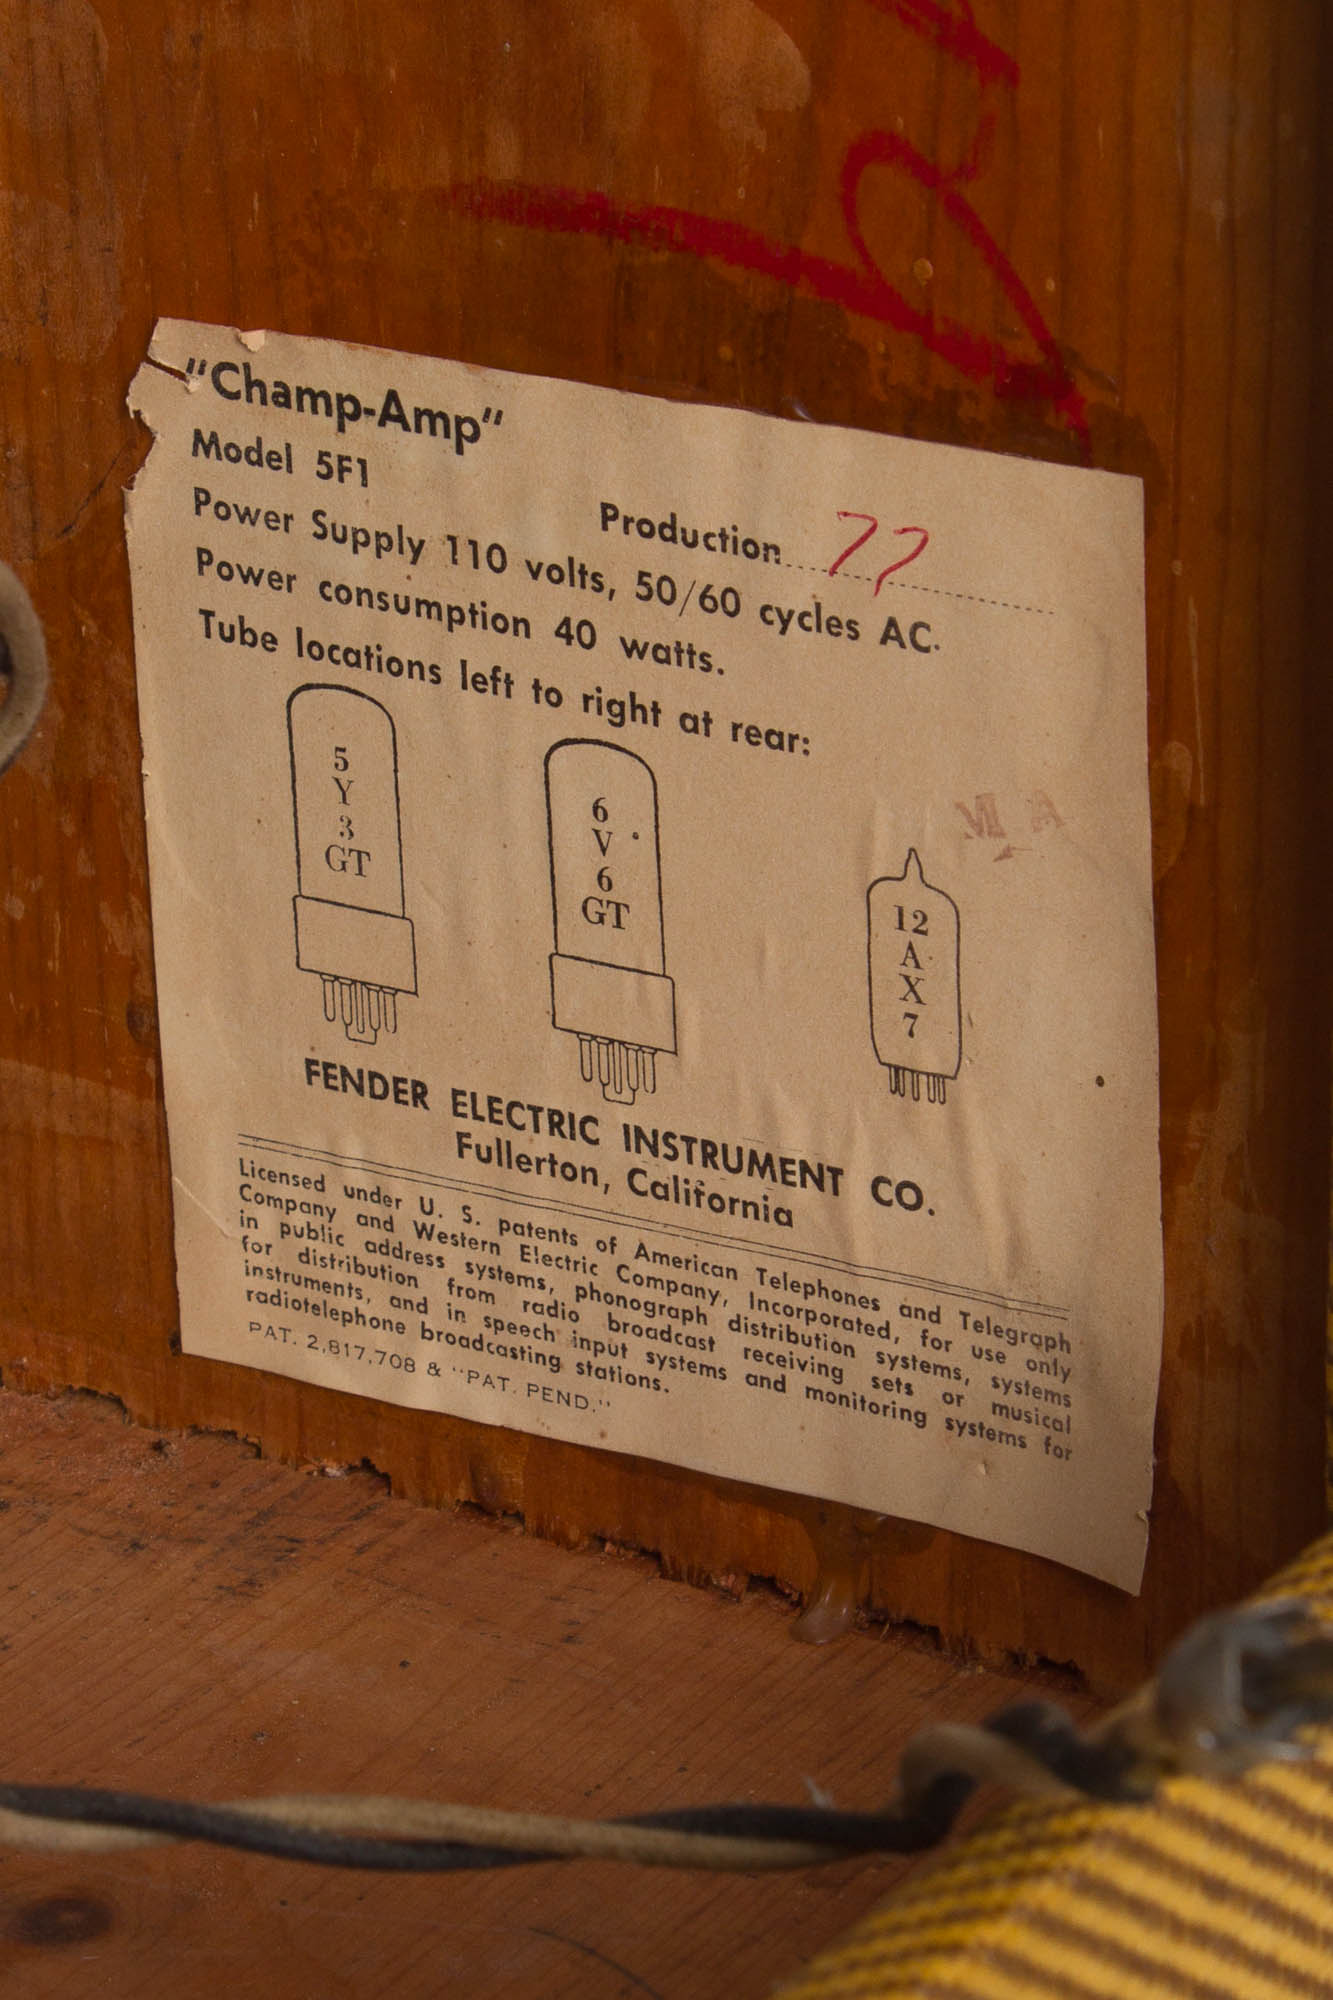 "Champ-Amp"
Model 5F1
Production 77
Power Supply 110 volts, 50/60 cycles AC.
Power consumption 40 watts.
Tube locations left to right at rear:
5
Y
3
GT
6
V
6
GT
12
A
X
7
FENDER ELECTRIC INSTRUMENT CO.
Fullerton, California
Licensed under U. S. patents of American Telephones and Telegraph
Company and Western Electric Company, Incorporated, for use only
in public address systems, phonograph distribution systems, systems
for distribution from radio broadcast receiving sets or musical
instruments, and in speech input systems and monitoring systems for
radiotelephone broadcasting stations.
PAT. 2,817,708 & "PAT. PEND."